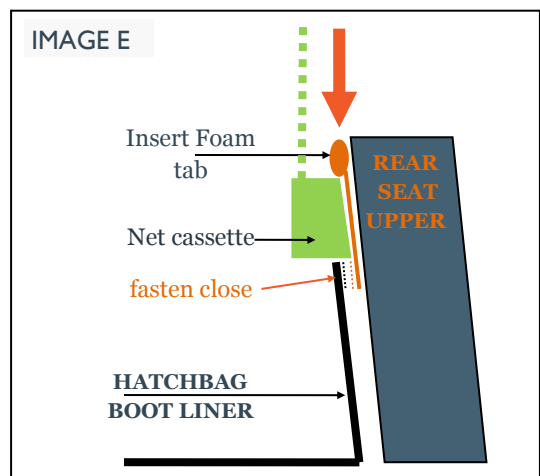 IMAGE E
Insert Foam
tab
REAR
SEAT
UPPER
Net cassette
fasten close
HATCHBAG
BOOT LINER